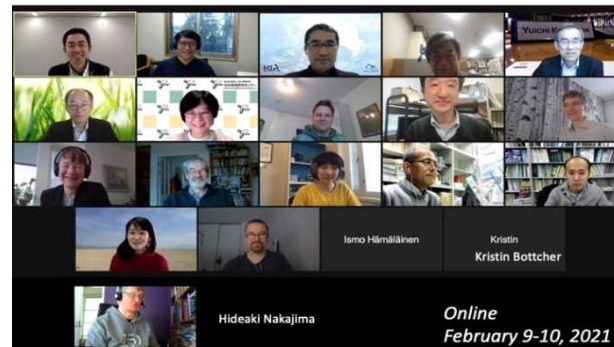 YUICHI
Ismo Hämäläinen
Kristin
Kristin Bottcher
Hideaki Nakajima
Online
February 9-10, 2021